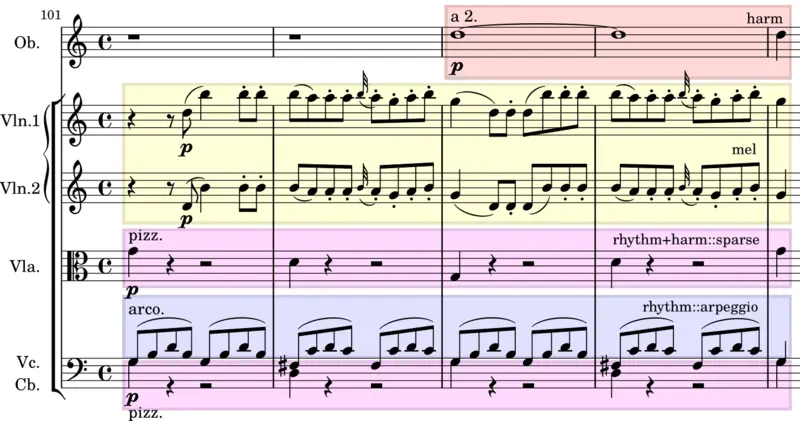 101
a 2.
harm
Ob.
p
Vln.1
p
mel
Vln.2
p
pizz.
rhythm+harm::sparse
Vla.
p
arco.
rhythm::arpeggio
Vc.
Cb.
p
pizz.